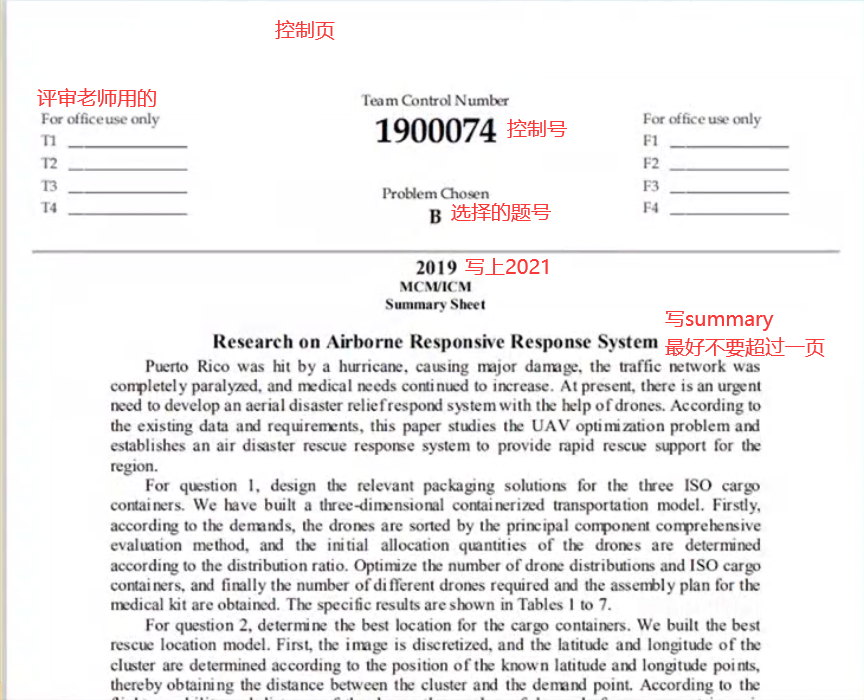 控制页
评审老师用的
For office use only
T1
T2
T3
T4
Team Control Number
1900074 控制号
Problem Chosen
B 选择的题号
For office use only
F1
F2
F3
F4
2019 写上2021
MCM/ICM
Summary Sheet
写summary
最好不要超过一页
Research on Airborne Responsive Response System
Puerto Rico was hit by a hurricane, causing major damage, the traffic network was
completely paralyzed, and medical needs continued to increase. At present, there is an urgent
need to develop an aerial disaster relief respond system with the help of drones. According to
the existing data and requirements, this paper studies the UAV optimization problem and
establishes an air disaster rescue response system to provide rapid rescue support for the
region.
For question 1, design the relevant packaging solutions for the three ISO cargo
containers. We have built a three-dimensional containerized transportation model. Firstly,
according to the demands, the drones are sorted by the principal component comprehensive
evaluation method, and the initial allocation quantities of the drones are determined
according to the distribution ratio. Optimize the number of drone distributions and ISO cargo
containers, and finally the number of different drones required and the assembly plan for the
medical kit are obtained. The specific results are shown in Tables 1 to 7.
For question 2, determine the best location for the cargo containers. We built the best
rescue location model. First, the image is discretized, and the latitude and longitude of the
cluster are determined according to the position of the known latitude and longitude points,
thereby obtaining the distance between the cluster and the demand point. According to the